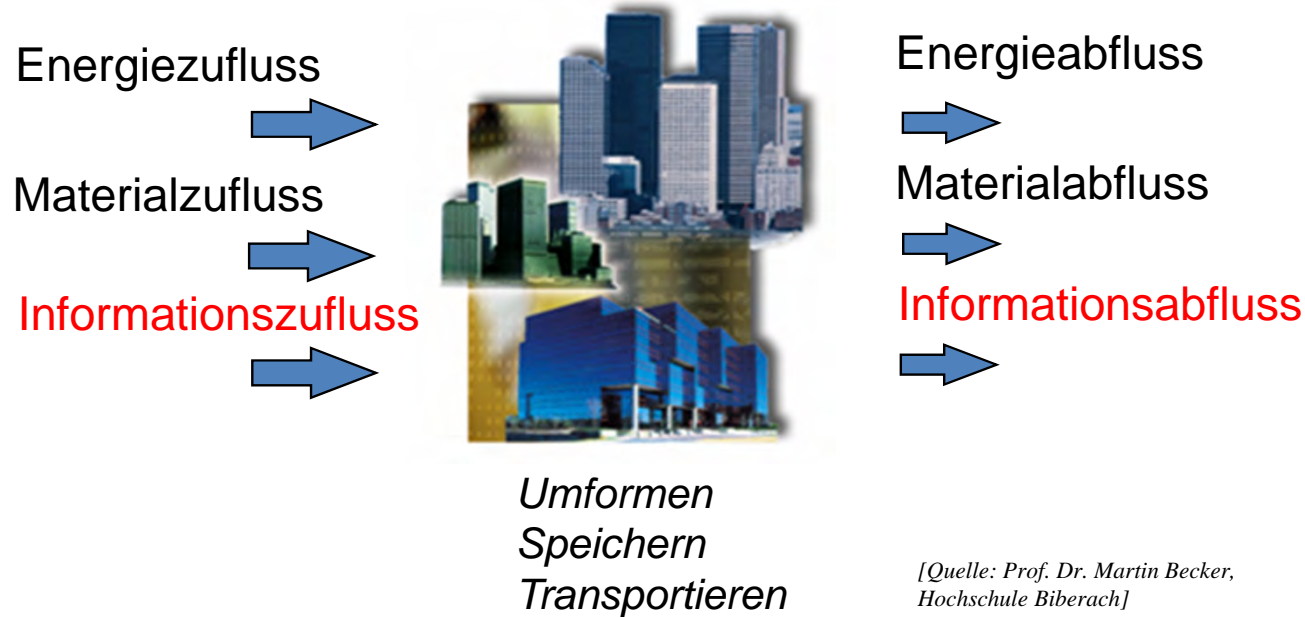 Energiezufluss
Materialzufluss
Informationszufluss
Energieabfluss
Materialabfluss
Informationsabfluss
Umformen
Speichern
Transportieren
[Quelle: Prof. Dr. Martin Becker,
Hochschule Biberach]